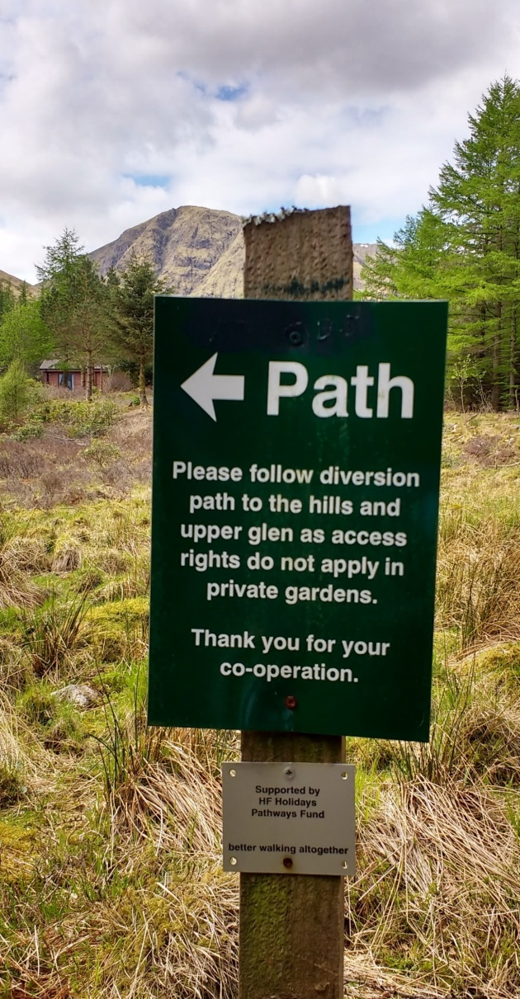 ← Path
Please follow diversion
path to the hills and
upper glen as access
rights do not apply in
private gardens.
Thank you for your
co-operation.
Supported by
HF Holidays
Pathways Fund
better walking altogether